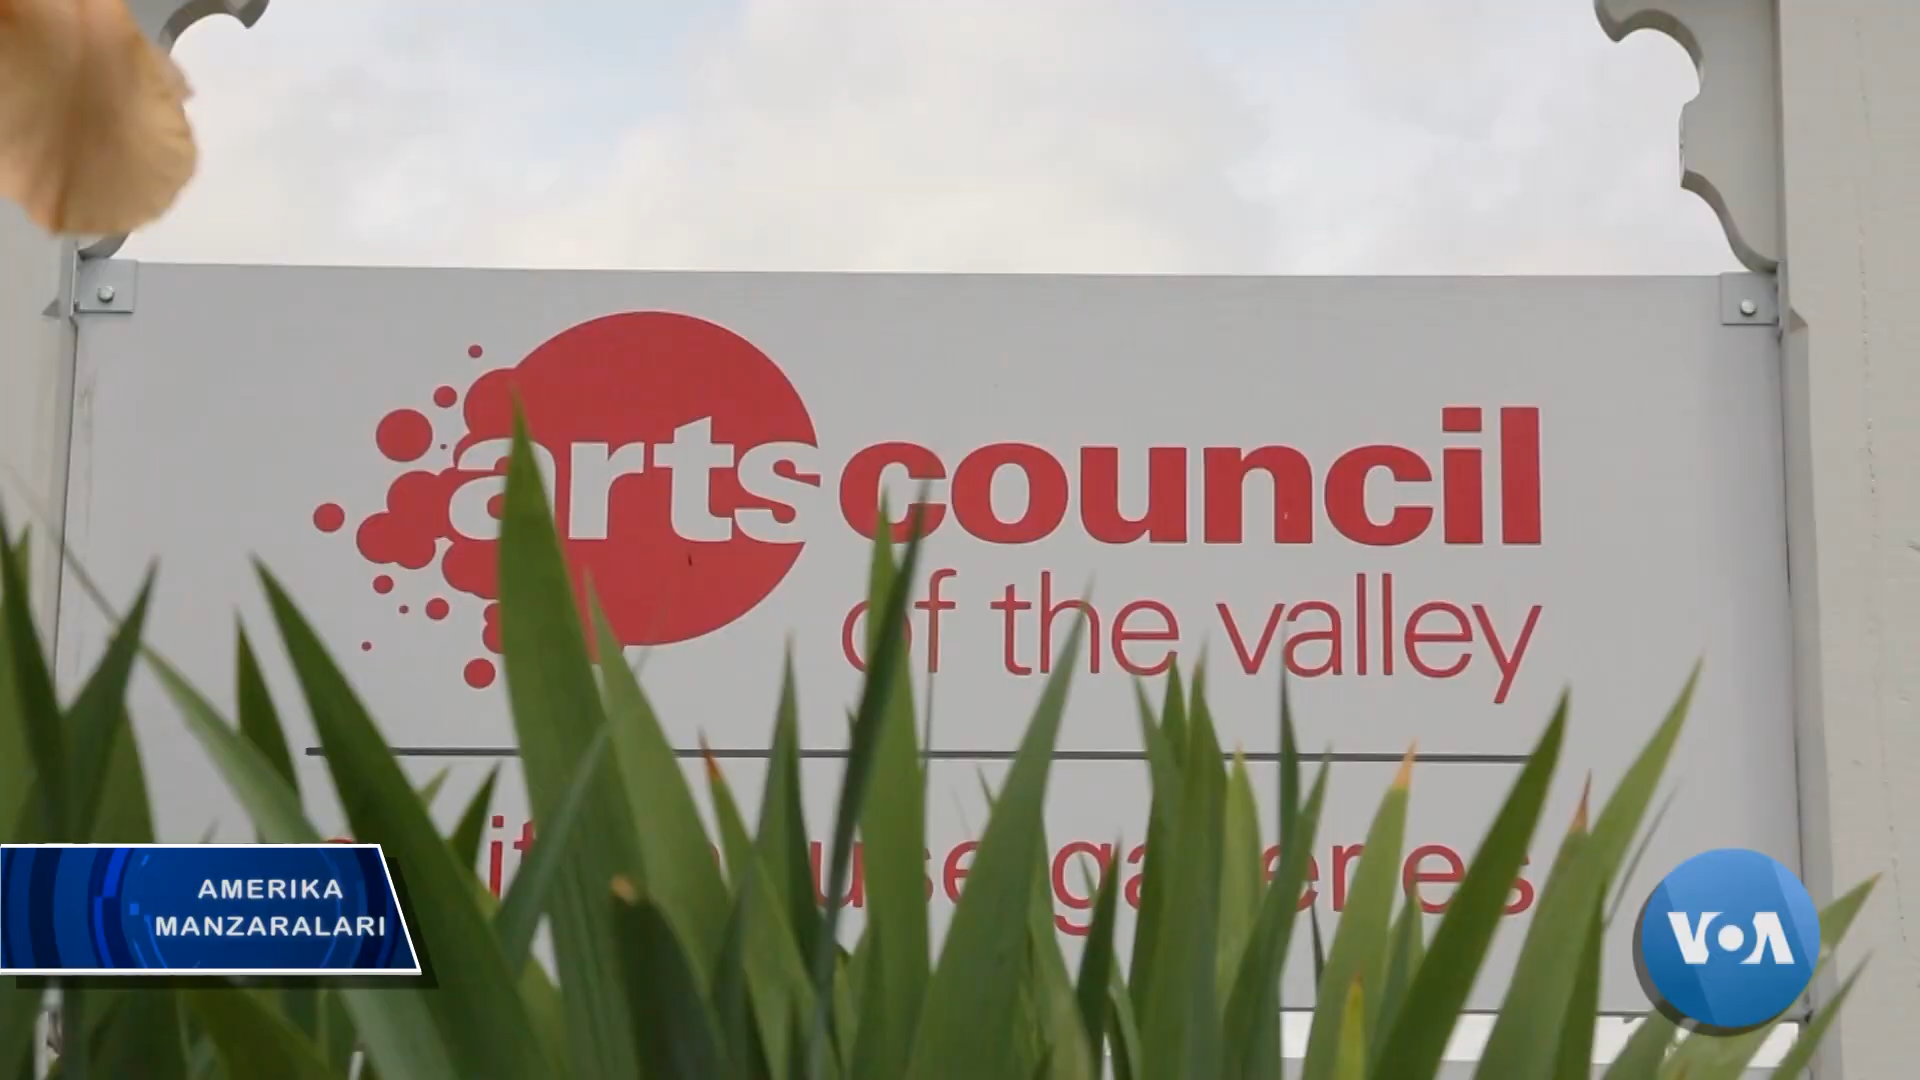 arts council
of the valley
AMERIKA
MANZARALARI
VOA